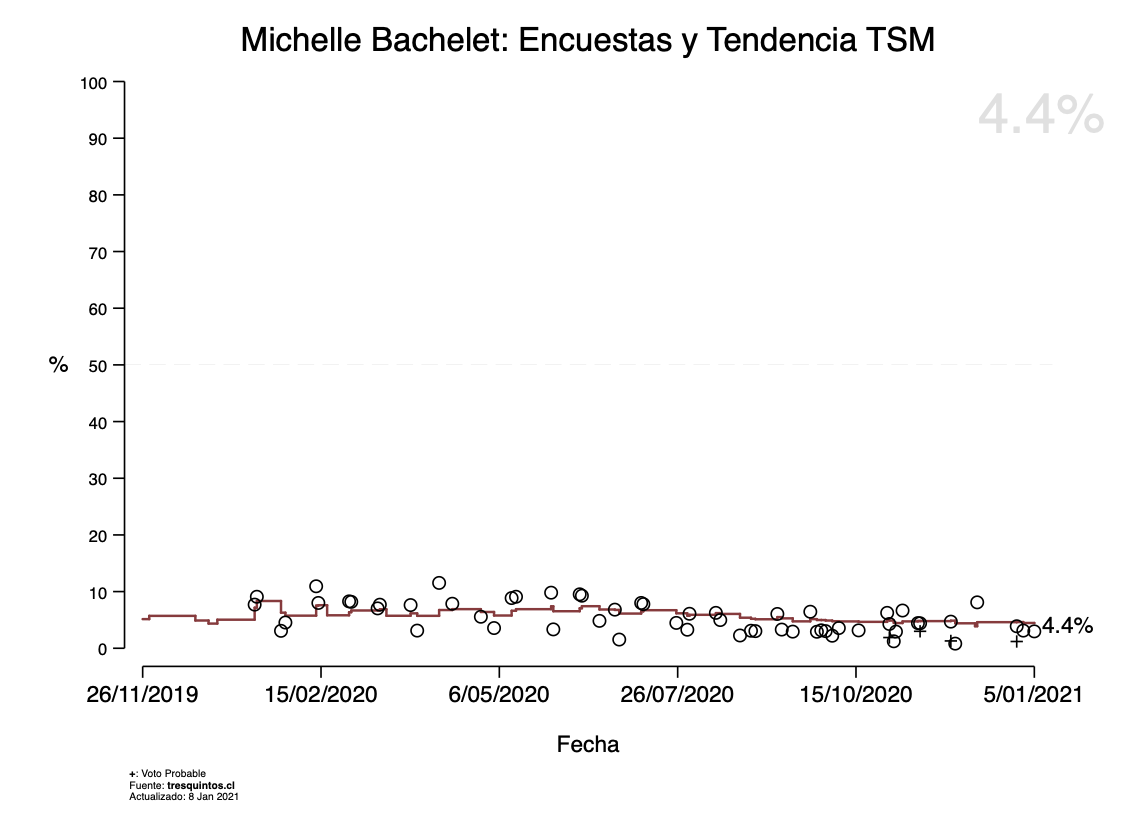 Michelle Bachelet: Encuestas y Tendencia TSM
4.4%
100
90
80
70
60
% 50
40
30
20
10
0
4.4%
26/11/2019 15/02/2020 6/05/2020 26/07/2020 15/10/2020 5/01/2021
Fecha
+: Voto Probable
Fuente: tresquintos.cl
Actualizado: 8 Jan 2021